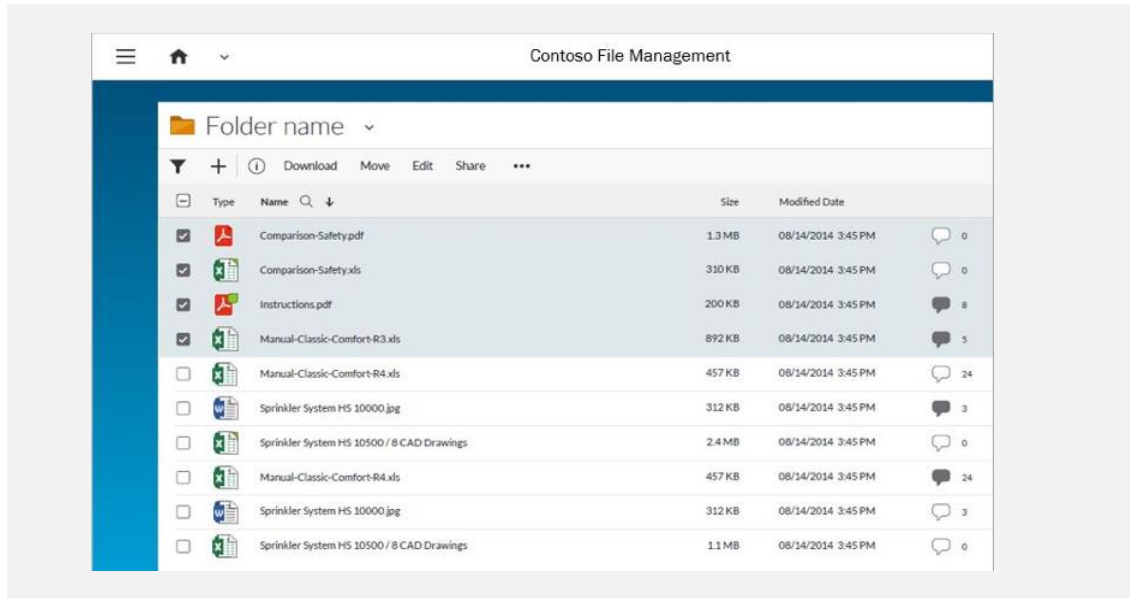 Contoso File Management
Folder name
Download Move Edit Share •••
Type Name Size Modified Date
Comparison-Safety.pdf 1.3 MB 08/14/2014 3:45 PM 0
Comparison-Safety.xls 310 KB 08/14/2014 3:45 PM 0
Instructions.pdf 200 KB 08/14/2014 3:45 PM 8
Manual-Classic-Comfort-R3.xls 892 KB 08/14/2014 3:45 PM 5
Manual-Classic-Comfort-R4.xls 457 KB 08/14/2014 3:45 PM 24
Sprinkler System HS 10000.jpg 312 KB 08/14/2014 3:45 PM 3
Sprinkler System HS 10500 / 8 CAD Drawings 2.4 MB 08/14/2014 3:45 PM 0
Manual-Classic-Comfort-R4.xls 457 KB 08/14/2014 3:45 PM 24
Sprinkler System HS 10000.jpg 312 KB 08/14/2014 3:45 PM 3
Sprinkler System HS 10500 / 8 CAD Drawings 1.1 MB 08/14/2014 3:45 PM 0